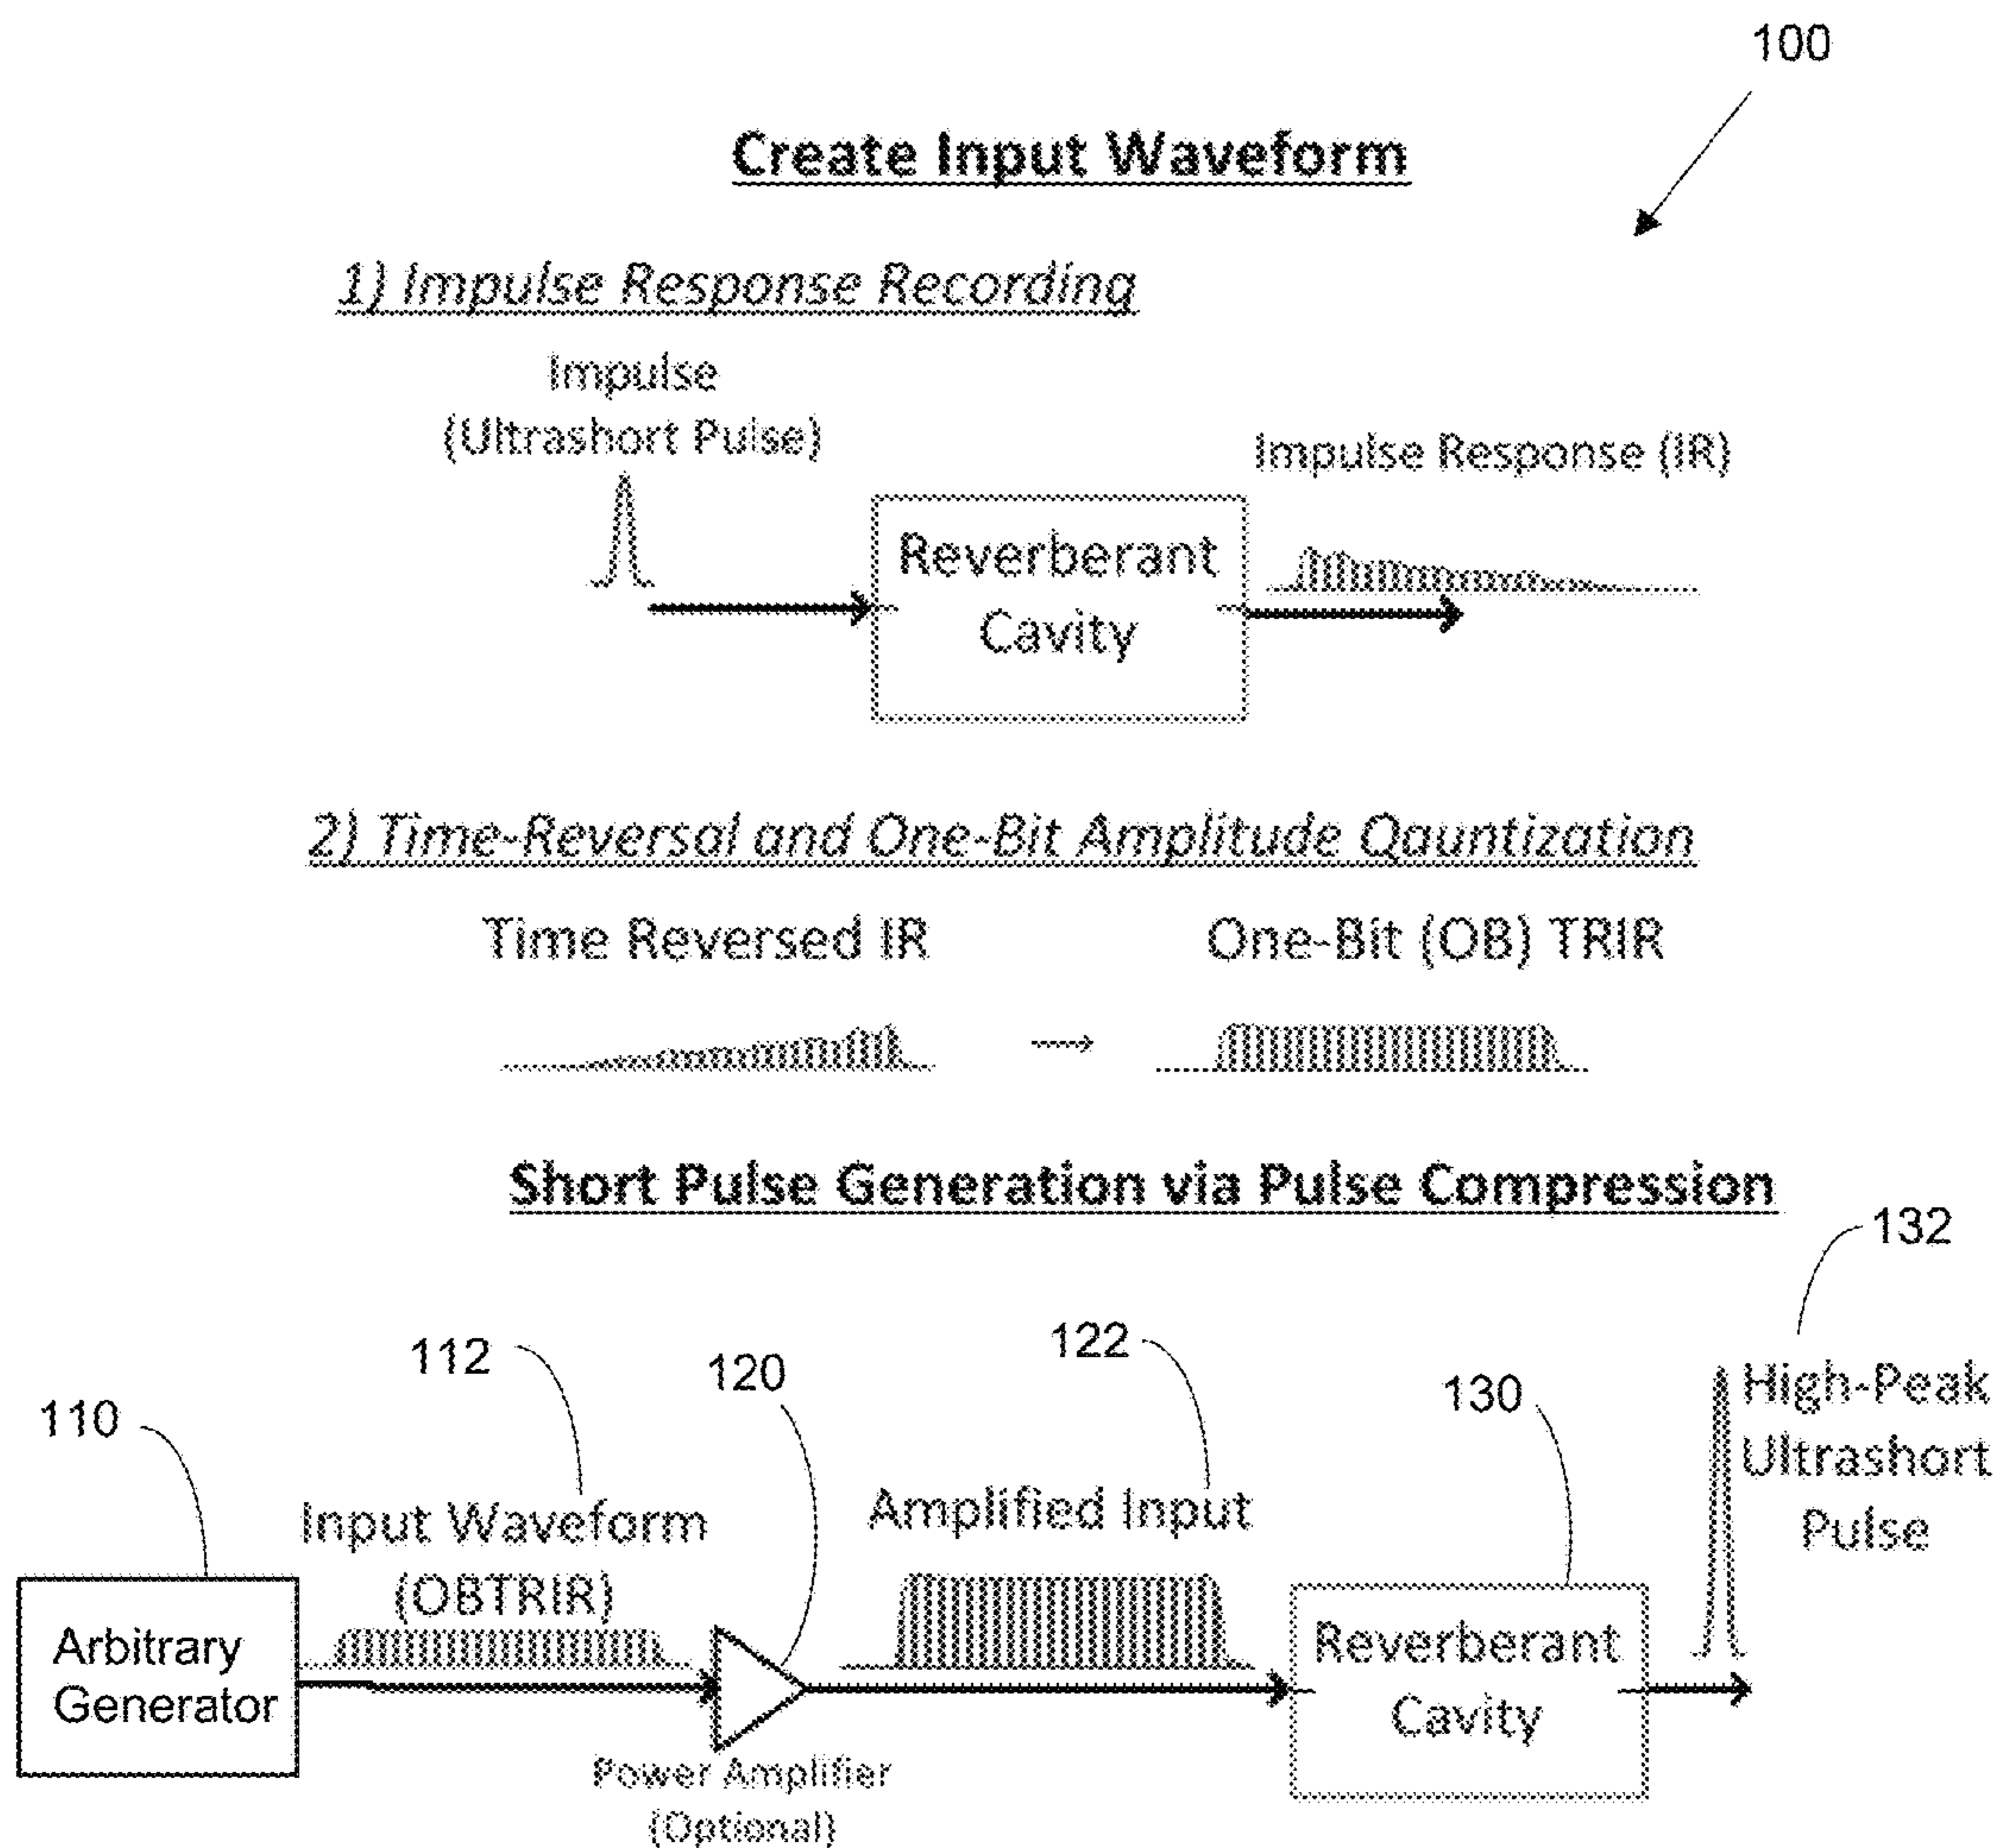 100
Create Input Waveform
1) Impulse Response Recording
Impulse
(Ultrashort Pulse)
Impulse Response (IR)
Reverberant
Cavity
2) Time-Reversal and One-Bit Amplitude Qauntization
Time Reversed IR
One-Bit (OB) TRIR
Short Pulse Generation via Pulse Compression
132
112
120
122
130
110
High-Peak
Ultrashort
Pulse
Input Waveform
(OBTRIR)
Amplified Input
Arbitrary
Generator
Reverberant
Cavity
Power Amplifier
(Optional)